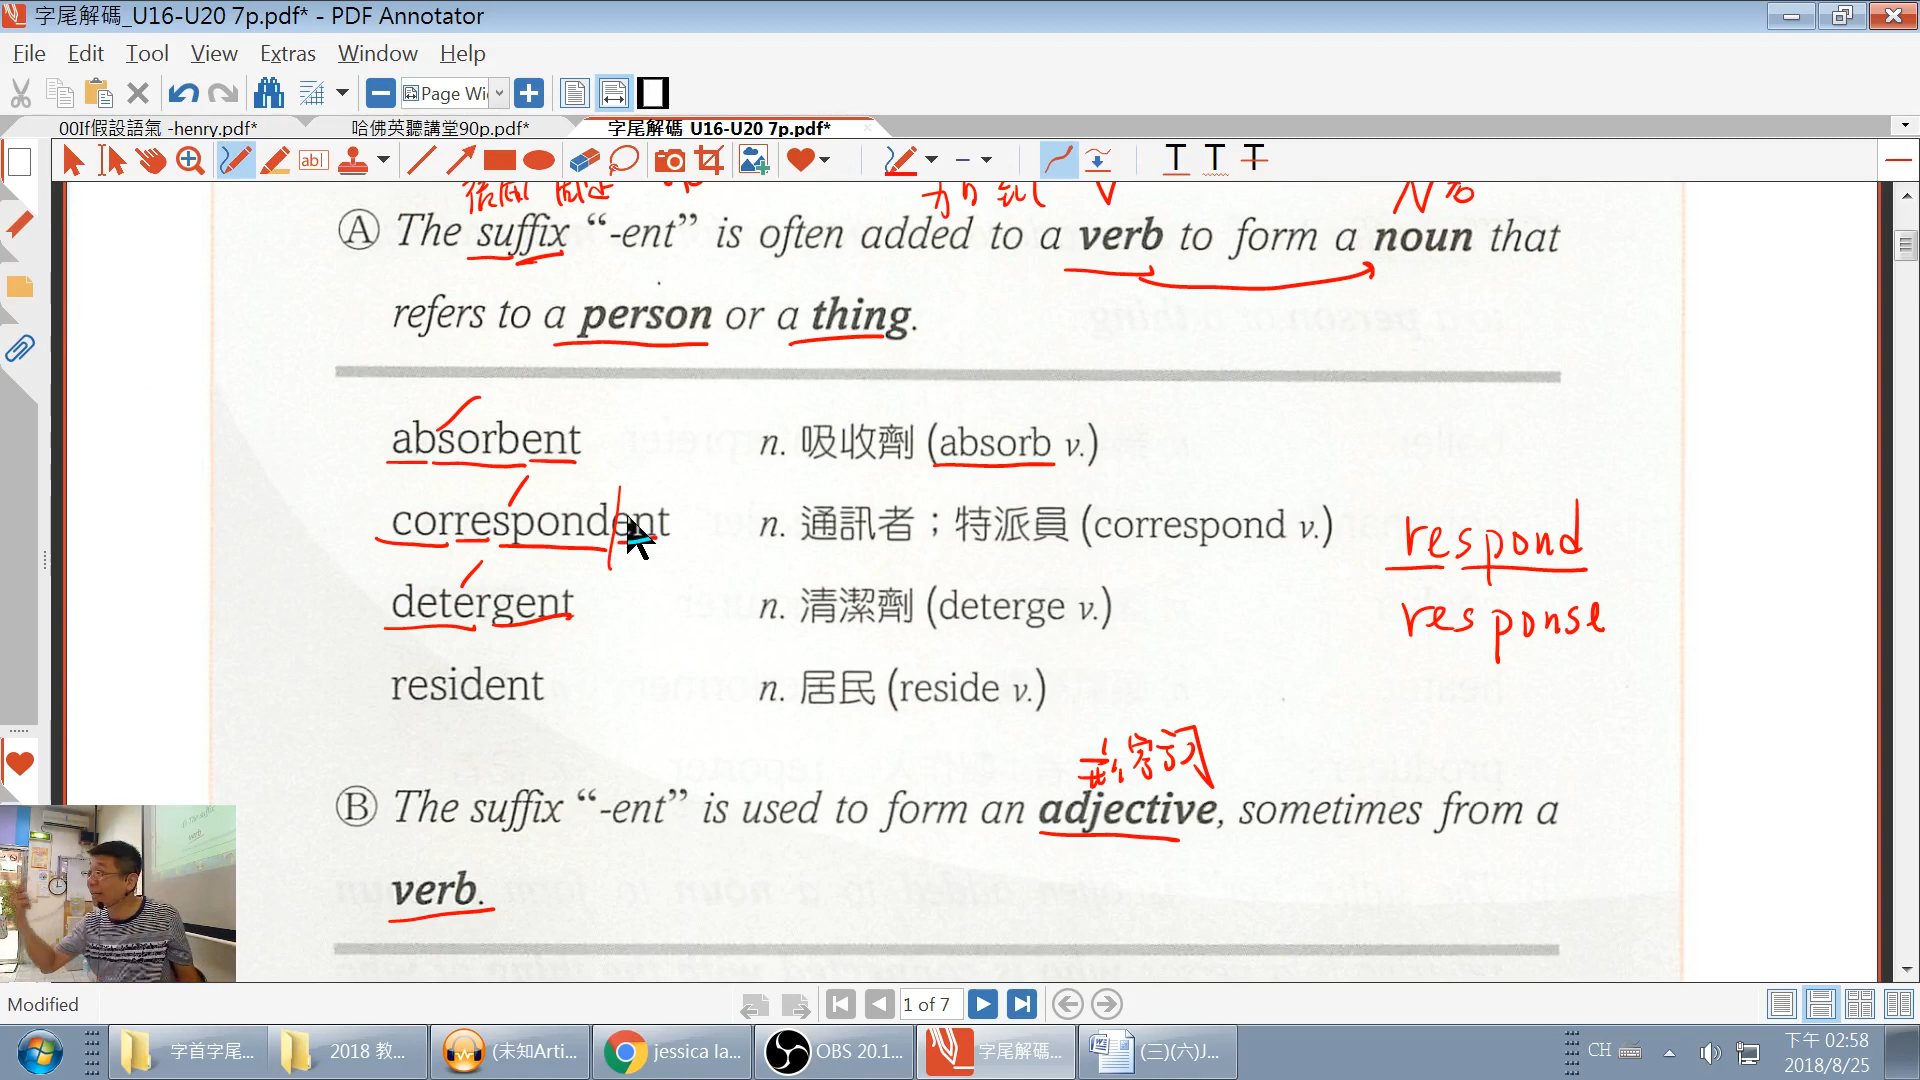 字尾解碼_U16-U20 7p.pdf* - PDF Annotator
File Edit Tool View Extras Window Help
Page Wi
00If假設語氣 -henry.pdf* 哈佛英聽講堂90p.pdf* 字尾解碼 U16-U20 7p.pdf*
ab
加到 V N
Ⓐ The suffix “-ent” is often added to a verb to form a noun that
refers to a person or a thing.
absorbent n. 吸收劑 (absorb v.)
correspondent n. 通訊者；特派員 (correspond v.)
respond
detergent n. 清潔劑 (deterge v.)
response
resident n. 居民 (reside v.)
形容詞
Ⓑ The suffix “-ent” is used to form an adjective, sometimes from a
verb.
Modified
1 of 7
字首字尾... 2018 教... (未知Arti... jessica la... OBS 20.1... 字尾解碼... (三)(六)J...
CH
下午 02:58
2018/8/25